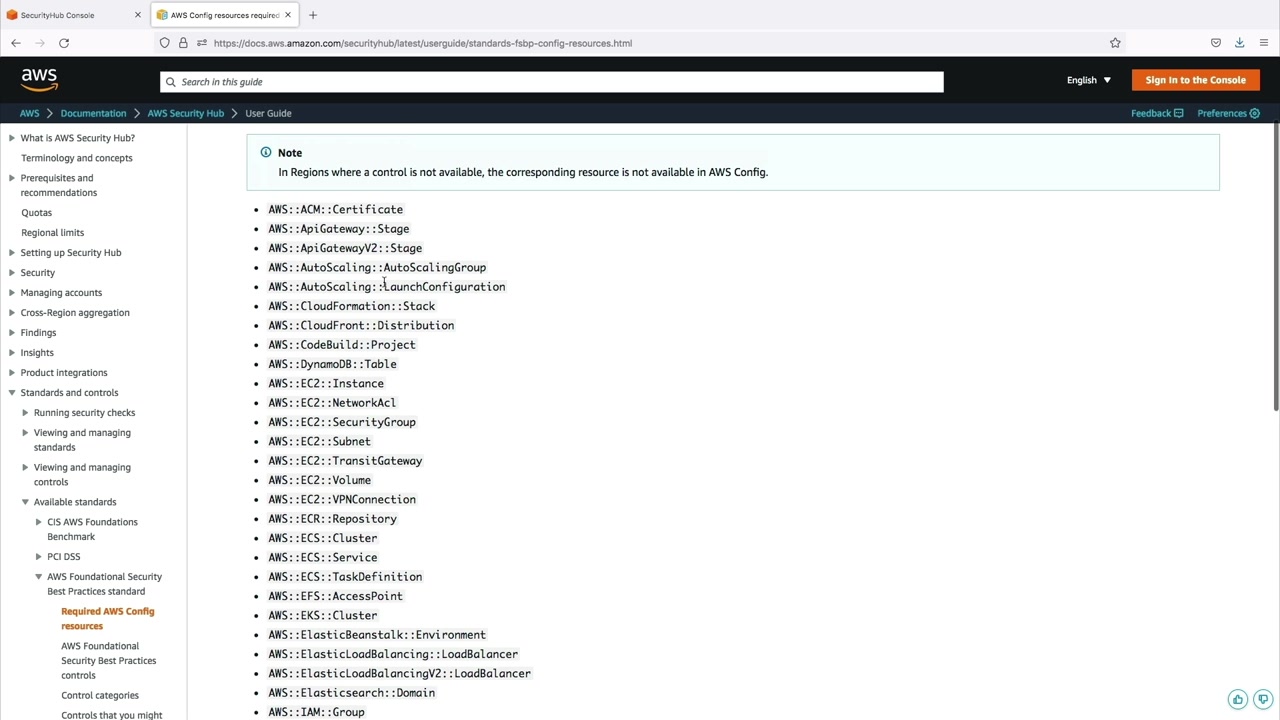 SecurityHub Console
AWS Config resources required
https://docs.aws.amazon.com/securityhub/latest/userguide/standards-fsbp-config-resources.html
aws
Search in this guide
English
Sign In to the Console
AWS
Documentation
AWS Security Hub
User Guide
Feedback
Preferences
What is AWS Security Hub?
Terminology and concepts
Prerequisites and
recommendations
Quotas
Regional limits
Setting up Security Hub
Security
Managing accounts
Cross-Region aggregation
Findings
Insights
Product integrations
Standards and controls
Running security checks
Viewing and managing
standards
Viewing and managing
controls
Available standards
CIS AWS Foundations
Benchmark
PCI DSS
AWS Foundational Security
Best Practices standard
Required AWS Config
resources
AWS Foundational
Security Best Practices
controls
Control categories
Controls that you might
Note
In Regions where a control is not available, the corresponding resource is not available in AWS Config.
AWS::ACM::Certificate
AWS::ApiGateway::Stage
AWS::ApiGatewayV2::Stage
AWS::AutoScaling::AutoScalingGroup
AWS::AutoScaling::LaunchConfiguration
AWS::CloudFormation::Stack
AWS::CloudFront::Distribution
AWS::CodeBuild::Project
AWS::DynamoDB::Table
AWS::EC2::Instance
AWS::EC2::NetworkAcl
AWS::EC2::SecurityGroup
AWS::EC2::Subnet
AWS::EC2::TransitGateway
AWS::EC2::Volume
AWS::EC2::VPNConnection
AWS::ECR::Repository
AWS::ECS::Cluster
AWS::ECS::Service
AWS::ECS::TaskDefinition
AWS::EFS::AccessPoint
AWS::EKS::Cluster
AWS::ElasticBeanstalk::Environment
AWS::ElasticLoadBalancing::LoadBalancer
AWS::ElasticLoadBalancingV2::LoadBalancer
AWS::Elasticsearch::Domain
AWS::IAM::Group